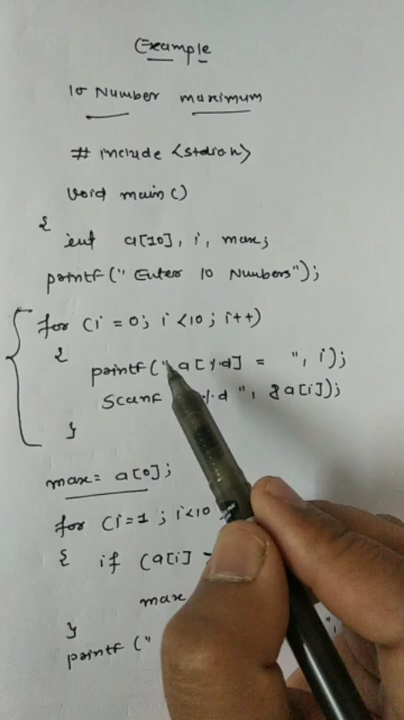 Example
10 Number maximum
# include <stdio.h>
void main()
{
int a[10], i, max;
printf(" Enter 10 Numbers");
for (i = 0; i <10; i++)
{
printf(" a[%d] = ", i);
Scanf %d ", &a[i]);
}
max = a[0];
for (i=1; i<10
{ if (a[i]
max
}
printf ("